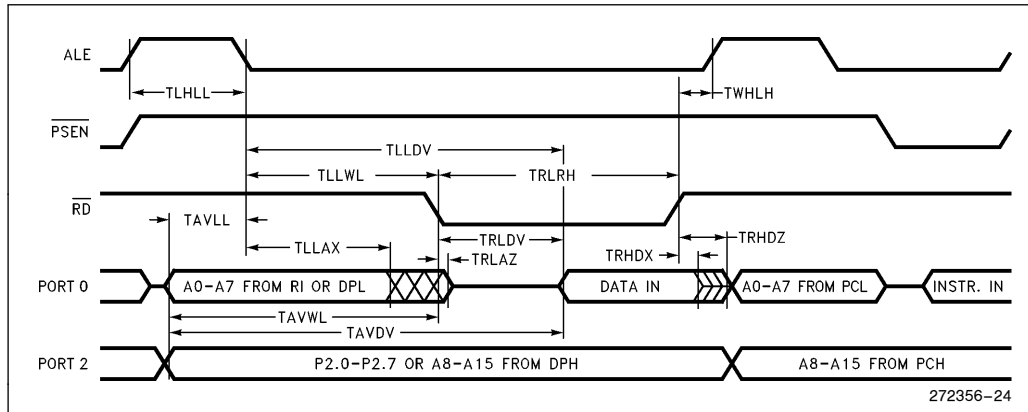 ALE
TLHLL
TWHLH
PSEN
TLLDV
TLLWL
TRLRH
RD
TAVLL
TLLAX
TRLDV
TRLAZ
TRHDX
TRHDZ
PORT 0
A0-A7 FROM RI OR DPL
DATA IN
A0-A7 FROM PCL
INSTR. IN
TAVWL
TAVDV
PORT 2
P2.0-P2.7 OR A8-A15 FROM DPH
A8-A15 FROM PCH
272356-24